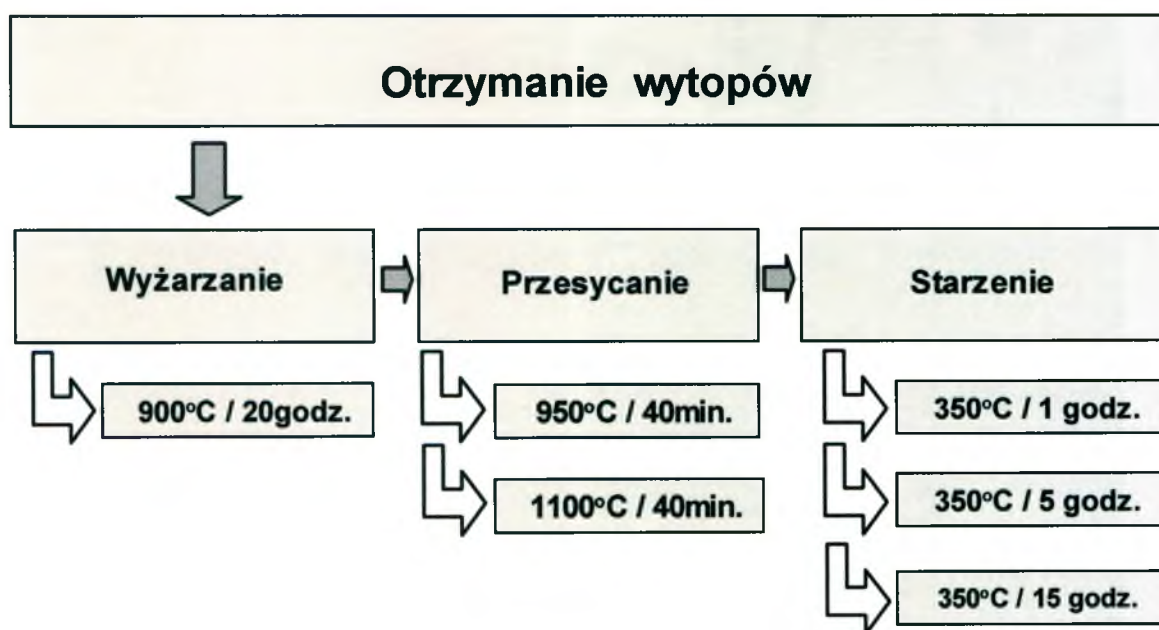 Otrzymanie wytopów
Wyżarzanie
Przesycanie
Starzenie
900°C / 20godz.
950°C / 40min.
350°C / 1 godz.
1100°C / 40min.
350°C / 5 godz.
350°C / 15 godz.